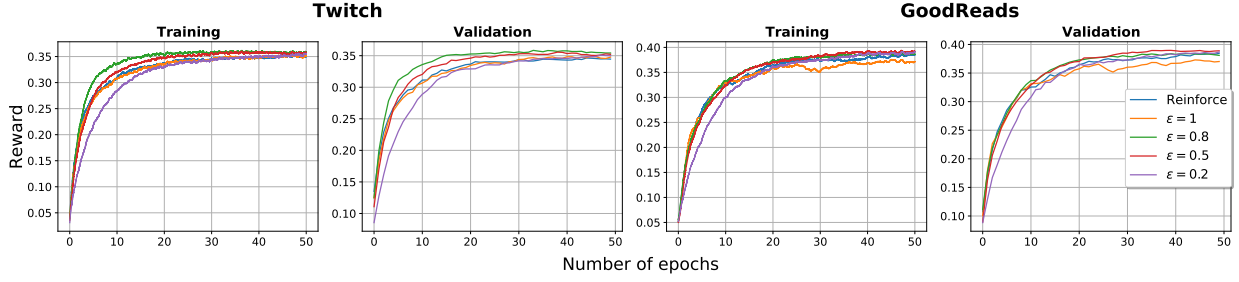 Twitch
GoodReads
Training
Validation
Training
Validation
Reward
0.35
0.30
0.25
0.20
0.15
0.10
0.05
0 10 20 30 40 50
0.35
0.30
0.25
0.20
0.15
0.10
0 10 20 30 40 50
0.40
0.35
0.30
0.25
0.20
0.15
0.10
0.05
0 10 20 30 40 50
0.40
0.35
0.30
0.25
0.20
0.15
0.10
0 10 20 30 40 50
Reinforce
ε = 1
ε = 0.8
ε = 0.5
ε = 0.2
Number of epochs